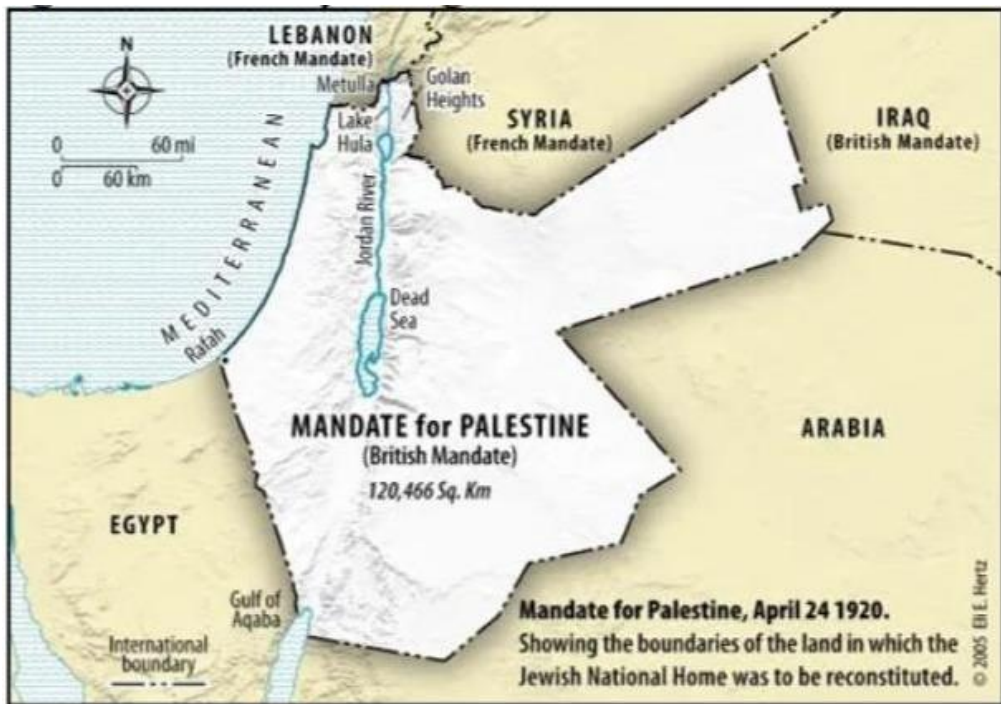 LEBANON
(French Mandate)
Metulla
Golan
Heights
N
0 60 mi
0 60 km
MEDITERRANEAN
Lake
Hula
SYRIA
(French Mandate)
IRAQ
(British Mandate)
Jordan River
Dead
Sea
Rafah
MANDATE for PALESTINE
(British Mandate)
120,466 Sq. Km
ARABIA
EGYPT
Gulf of
Aqaba
International
boundary
Mandate for Palestine, April 24 1920.
Showing the boundaries of the land in which the
Jewish National Home was to be reconstituted.
© 2005 Eli E. Hertz